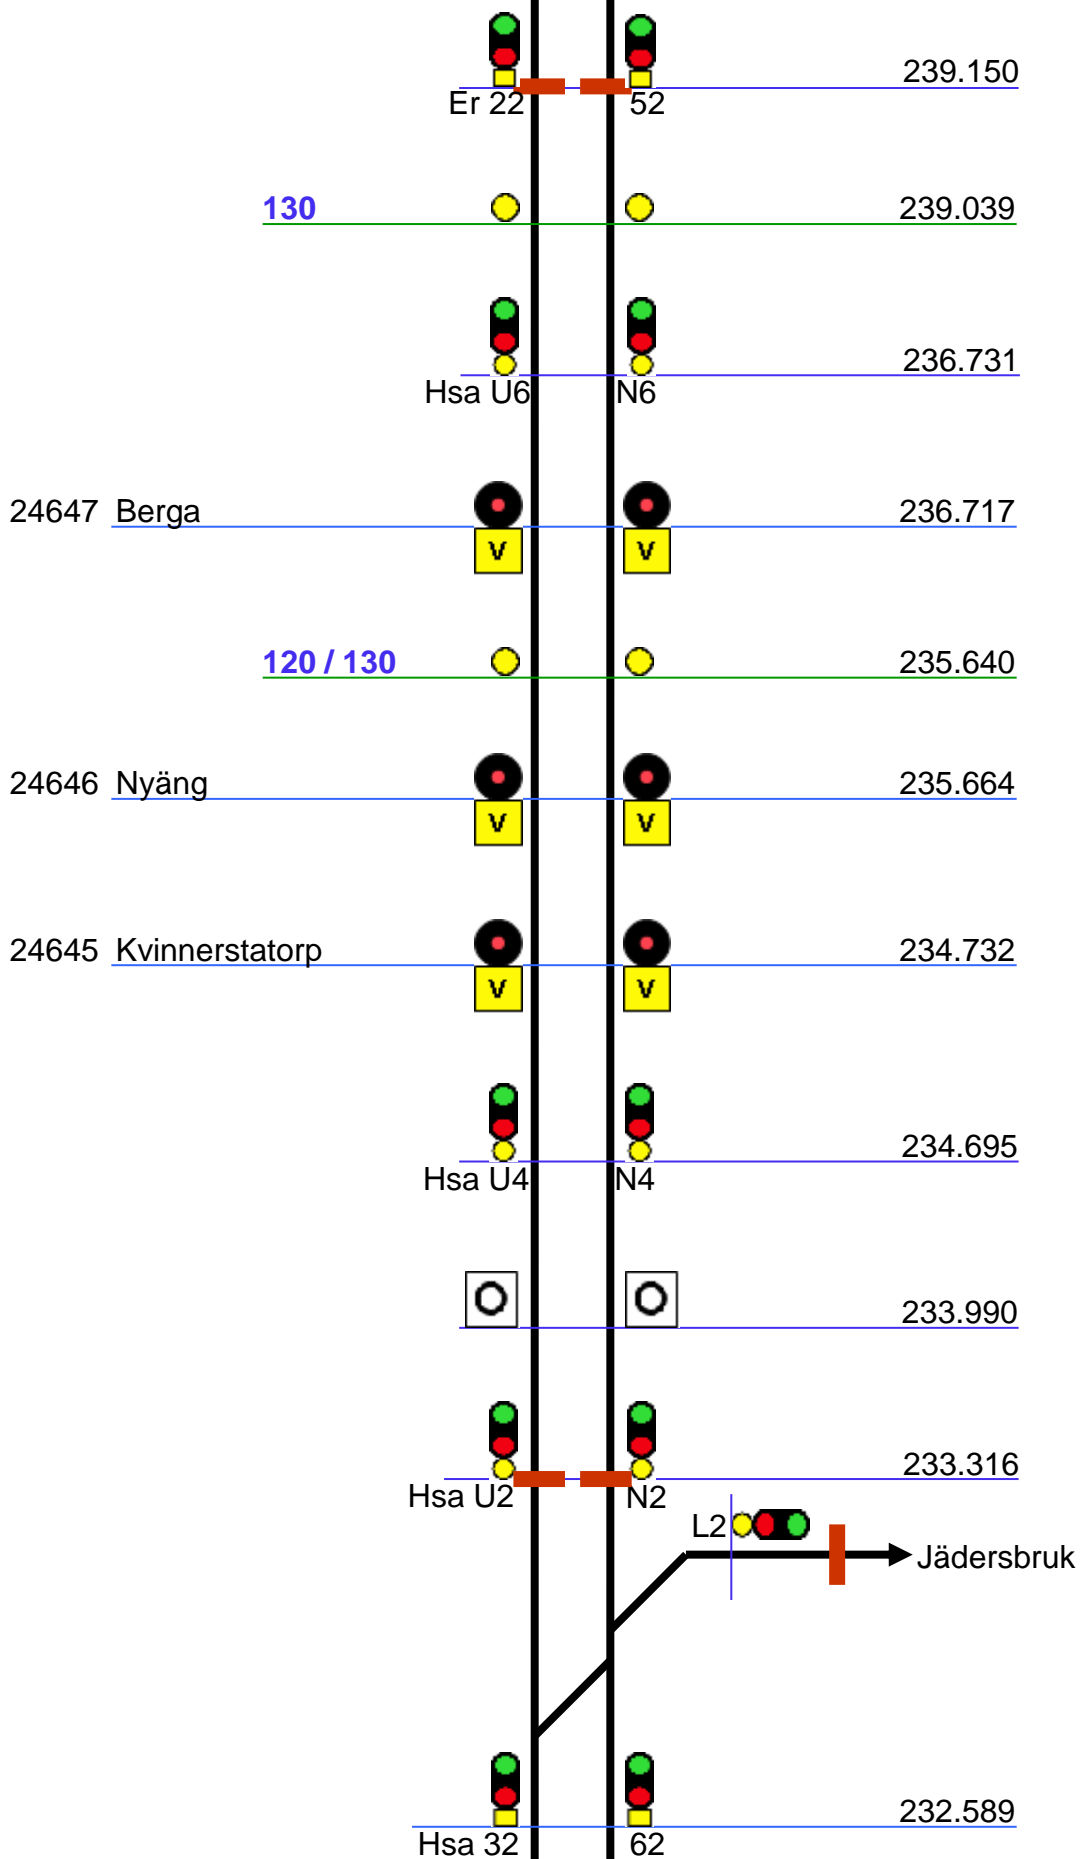 239.150
Er 22 52
130 239.039
236.731
Hsa U6 N6
24647 Berga 236.717
V V
120 / 130 235.640
24646 Nyäng 235.664
V V
24645 Kvinnerstatorp 234.732
V V
234.695
Hsa U4 N4
O O 233.990
233.316
Hsa U2 N2
L2
Jädersbruk
232.589
Hsa 32 62